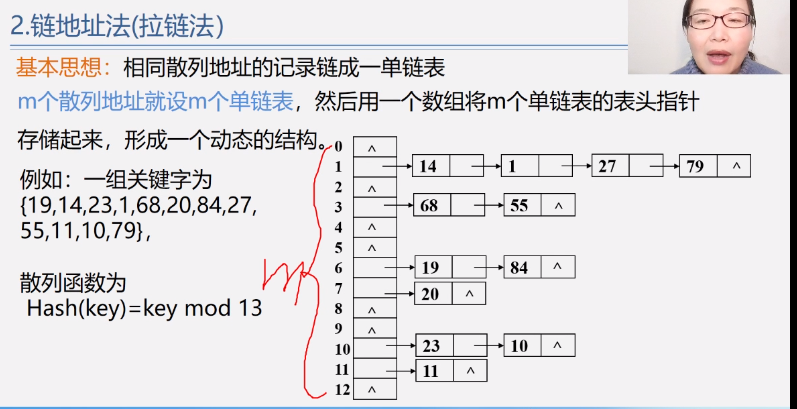 2.链地址法(拉链法)
基本思想：相同散列地址的记录链成一单链表
m个散列地址就设m个单链表，然后用一个数组将m个单链表的表头指针
存储起来，形成一个动态的结构。
例如：一组关键字为
{19,14,23,1,68,20,84,27,
55,11,10,79}，
散列函数为
Hash(key)=key mod 13
m
0 ∧
1 14 1 27 79 ∧
2 ∧
3 68 55 ∧
4 ∧
5 ∧
6 19 84 ∧
7 20 ∧
8 ∧
9 ∧
10 23 10 ∧
11 11 ∧
12 ∧